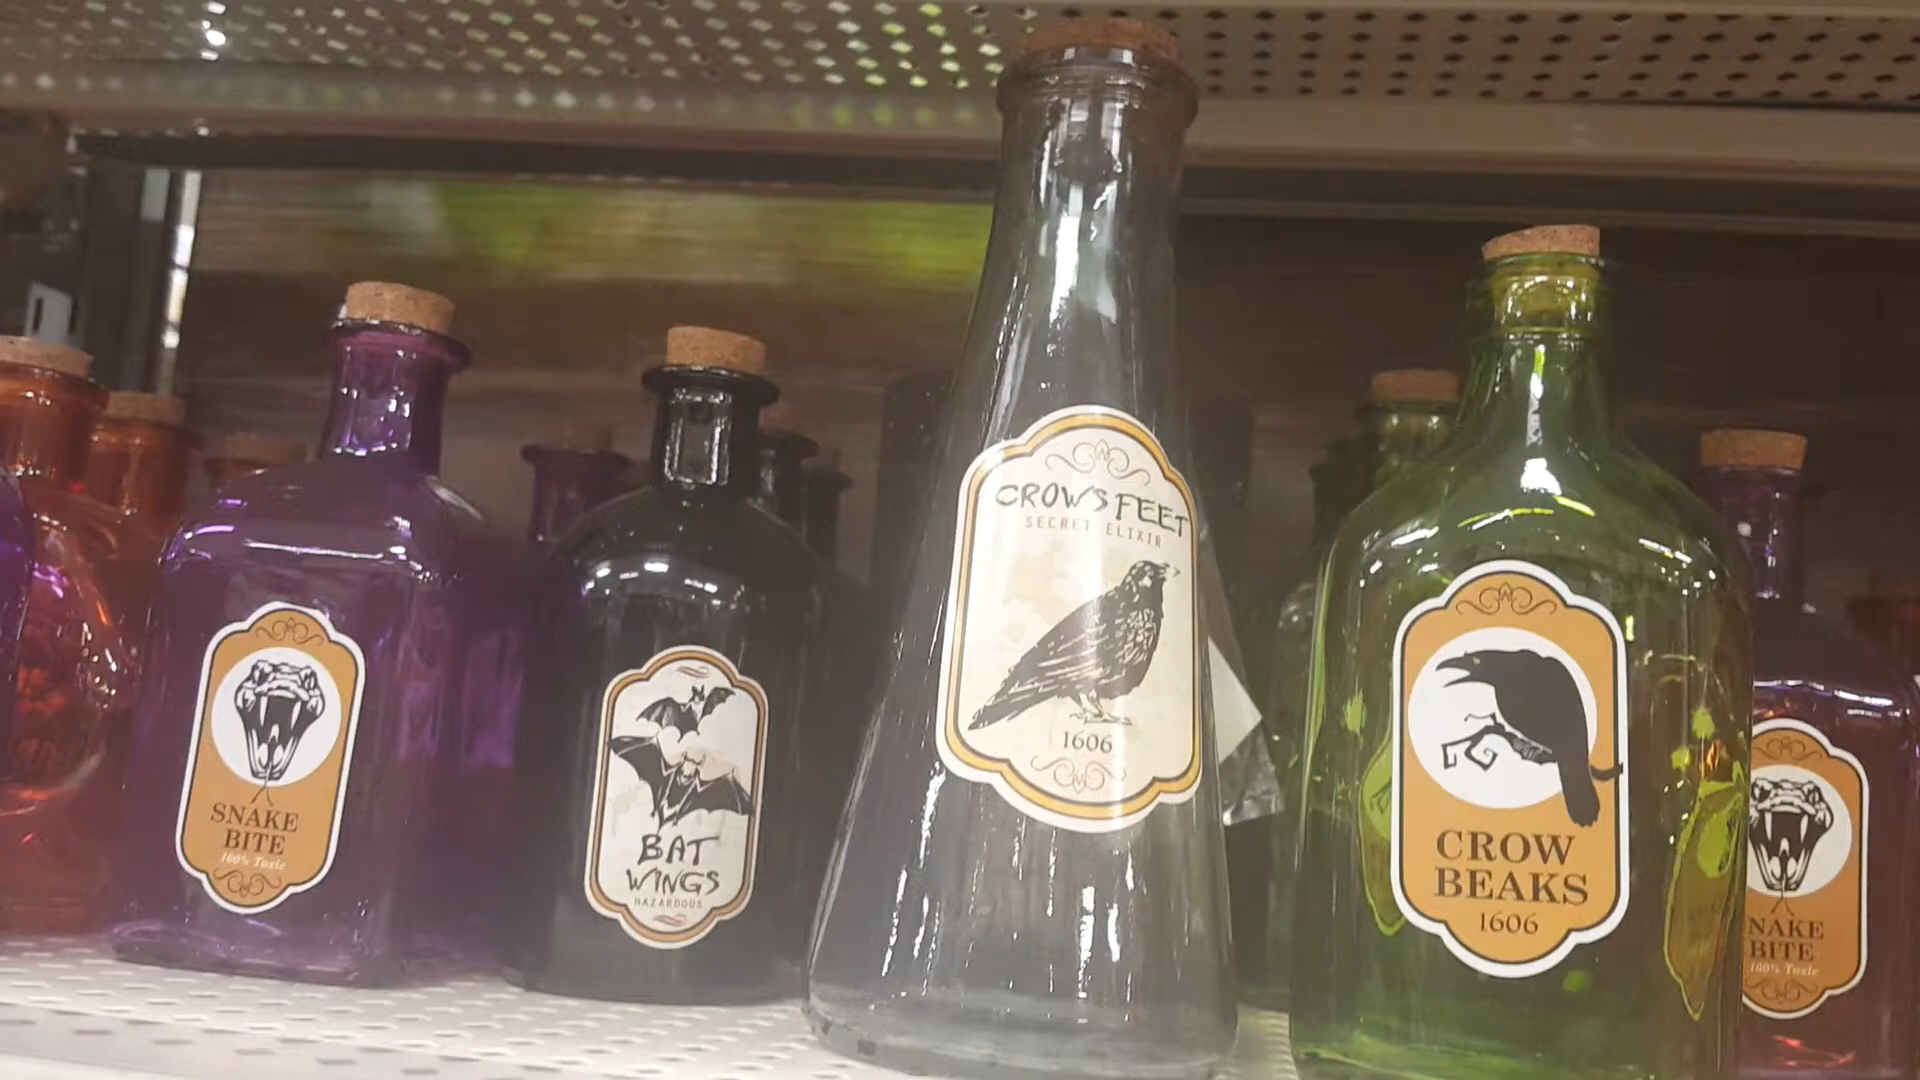 SNAKE
BITE
100% Toxic
BAT
WINGS
HAZARDOUS
CROWS FEET
SECRET ELIXIR
1606
CROW
BEAKS
1606
NAKE
BITE
100% Toxic